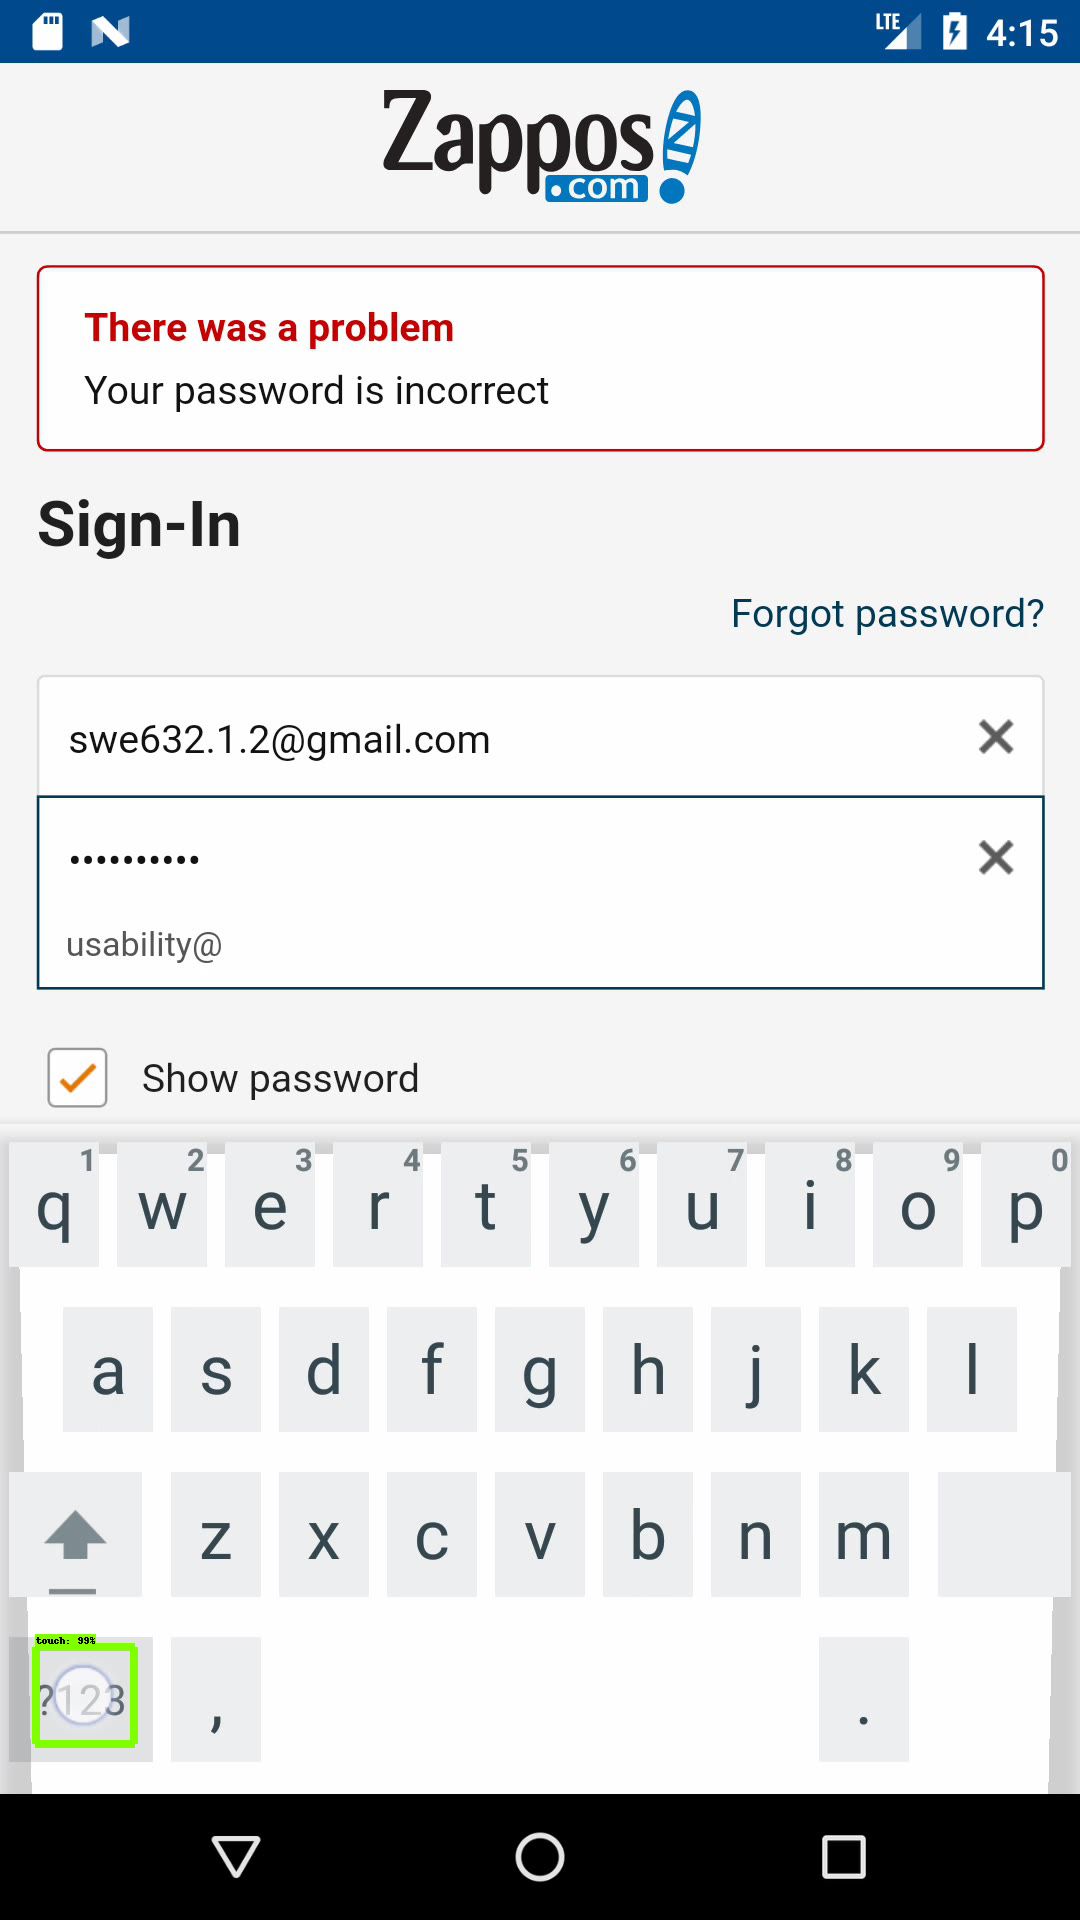 LTE 4:15
Zappos
.com
There was a problem
Your password is incorrect
Sign-In
Forgot password?
swe632.1.2@gmail.com
••••••••••
usability@
Show password
1 2 3 4 5 6 7 8 9 0
q w e r t y u i o p
a s d f g h j k l
z x c v b n m
touch: 99%
?123 , .